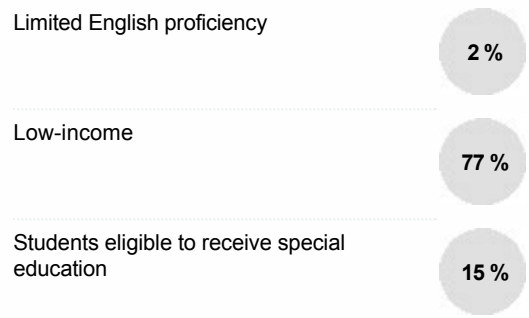 Limited English proficiency
2 %
Low-income
77 %
Students eligible to receive special
education
15 %